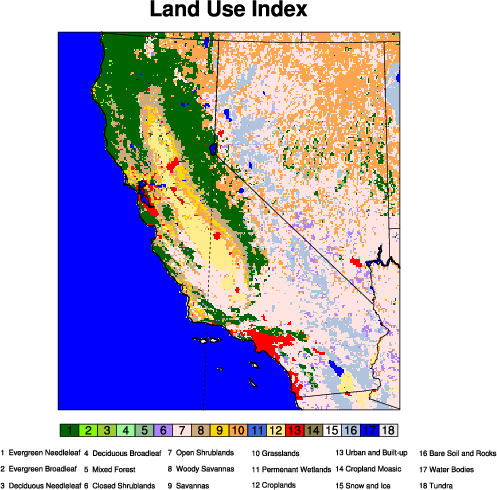 Land Use Index
1 2 3 4 5 6 7 8 9 10 11 12 13 14 15 16 17 18
1 Evergreen Needleleaf 4 Deciduous Broadleaf 7 Open Shrublands 10 Grasslands 13 Urban and Built-up 16 Bare Soil and Rocks
2 Evergreen Broadleaf 5 Mixed Forest 8 Woody Savannas 11 Permenant Wetlands 14 Cropland Mosaic 17 Water Bodies
3 Deciduous Needleleaf 6 Closed Shrublands 9 Savannas 12 Croplands 15 Snow and Ice 18 Tundra